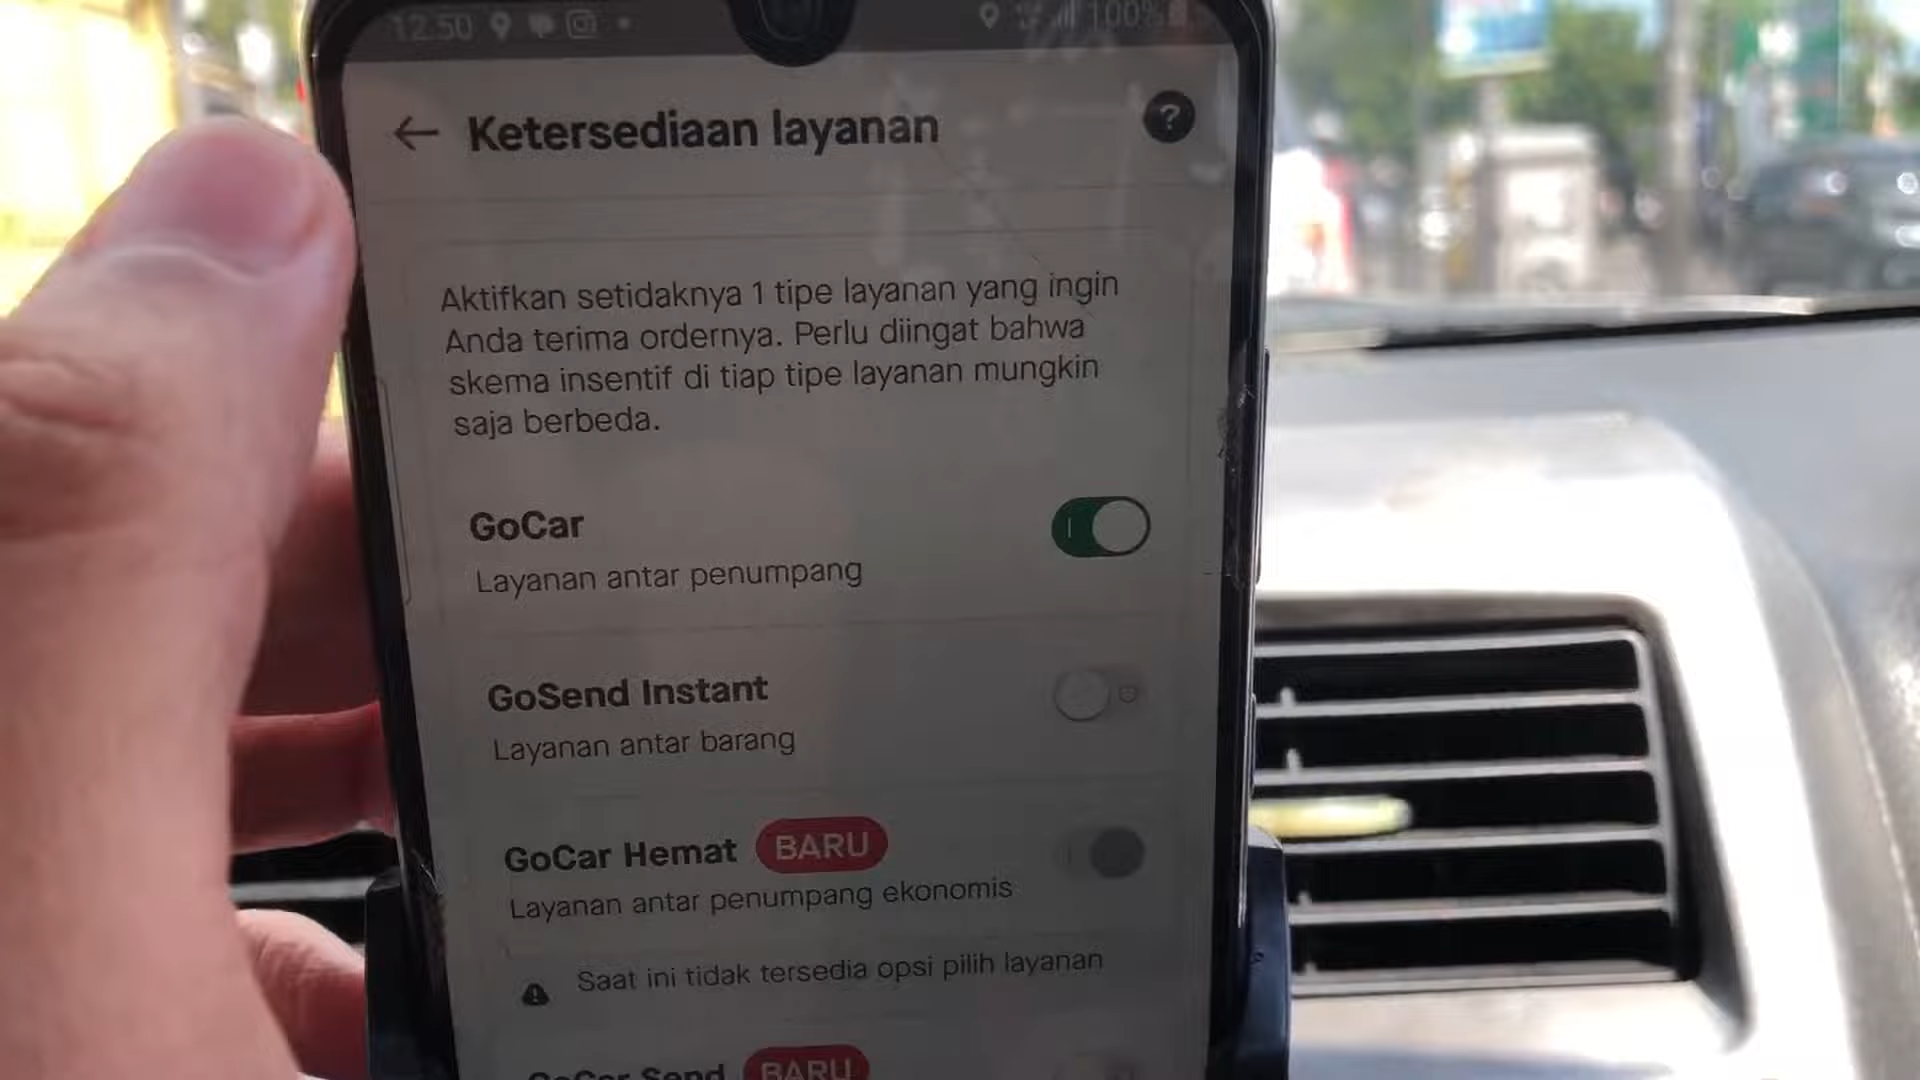 12.50 100%
Ketersediaan layanan ?
Aktifkan setidaknya 1 tipe layanan yang ingin
Anda terima ordernya. Perlu diingat bahwa
skema insentif di tiap tipe layanan mungkin
saja berbeda.
GoCar
Layanan antar penumpang
GoSend Instant
Layanan antar barang
GoCar Hemat BARU
Layanan antar penumpang ekonomis
Saat ini tidak tersedia opsi pilih layanan
GoCar Send BARU